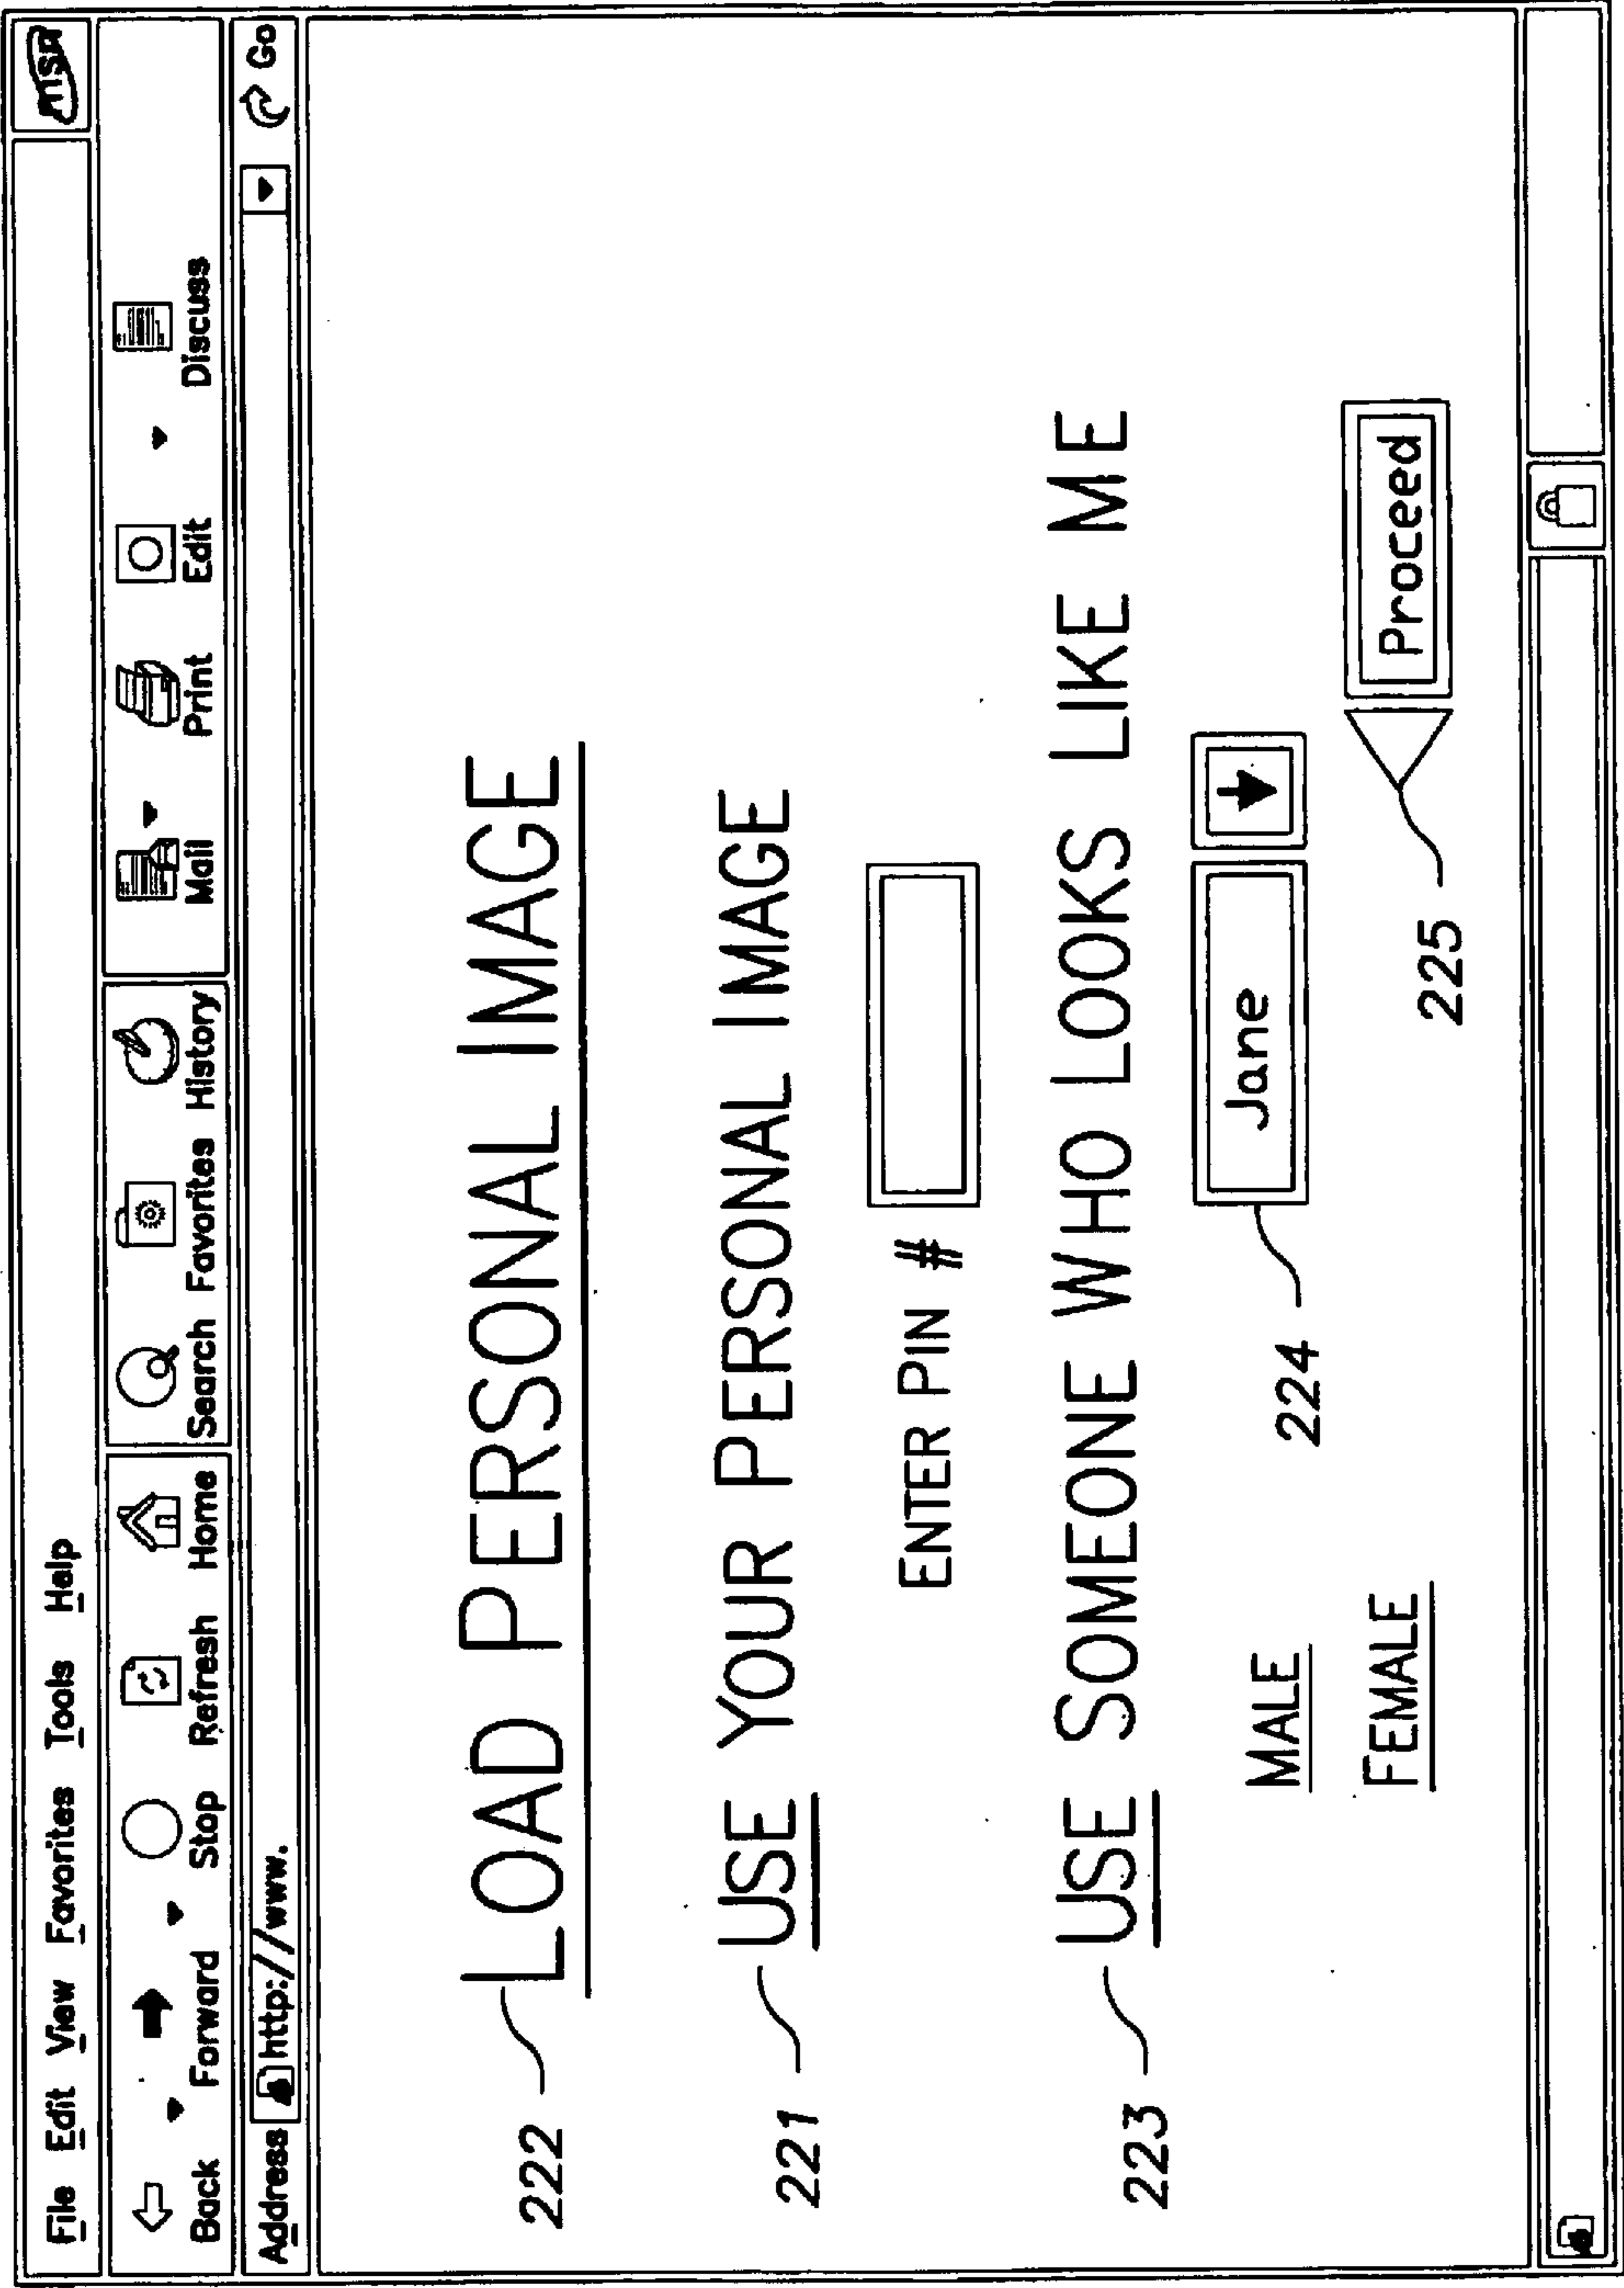 File Edit View Favorites Tools Help
msn
Back Forward Stop Refresh Home Search Favorites History Mail Print Edit Discuss
Address http://www. Go
222 LOAD PERSONAL IMAGE
221 USE YOUR PERSONAL IMAGE
ENTER PIN #
223 USE SOMEONE WHO LOOKS LIKE ME
MALE 224 Jane
FEMALE 225 Proceed